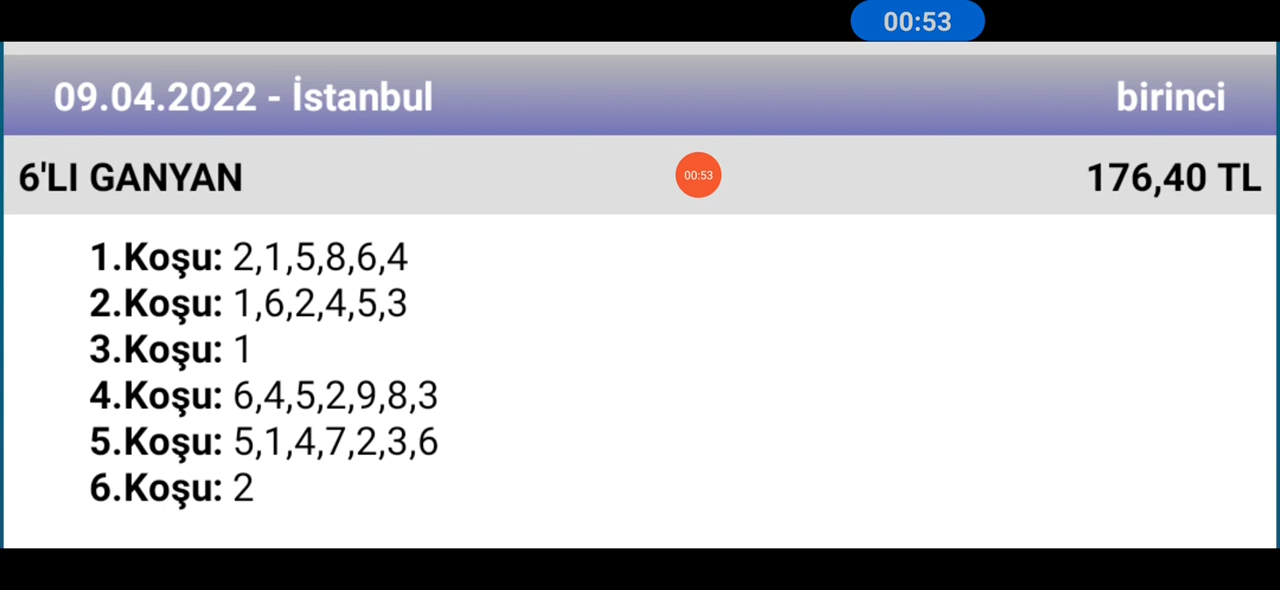 00:53
09.04.2022 - İstanbul birinci
6'LI GANYAN 00:53 176,40 TL
1.Koşu: 2,1,5,8,6,4
2.Koşu: 1,6,2,4,5,3
3.Koşu: 1
4.Koşu: 6,4,5,2,9,8,3
5.Koşu: 5,1,4,7,2,3,6
6.Koşu: 2